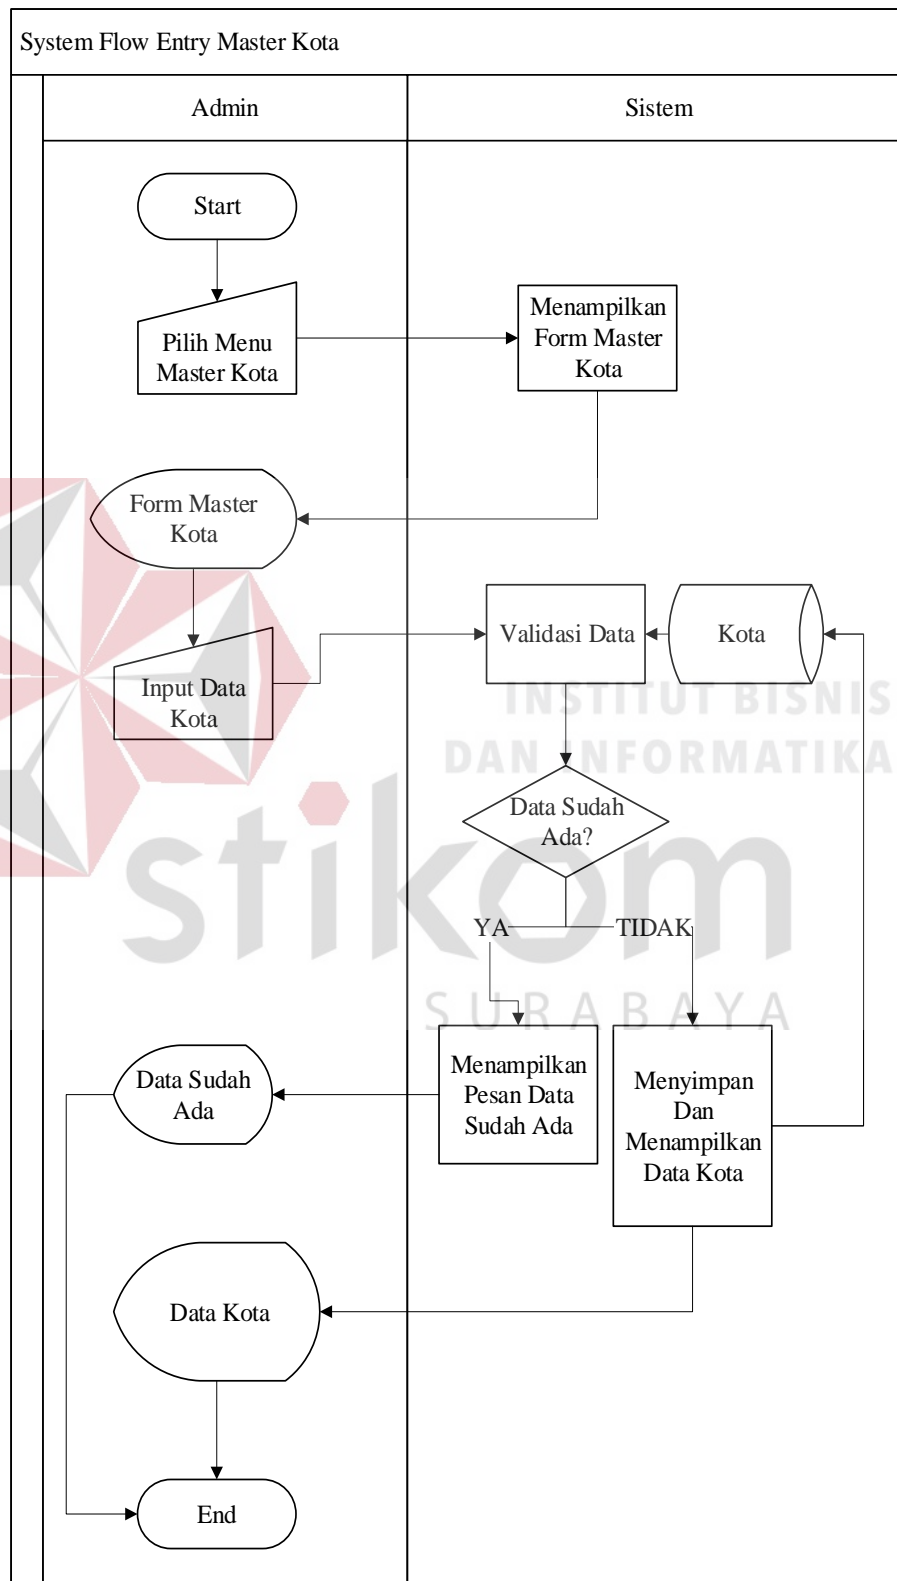 System Flow Entry Master Kota
Admin
Sistem
Start
Pilih Menu
Master Kota
Menampilkan
Form Master
Kota
Form Master
Kota
Input Data
Kota
Validasi Data
Kota
INSTITUT BISNIS
DAN INFORMATIKA
Data Sudah
Ada?
stikom
YA
TIDAK
SURABAYA
Menampilkan
Pesan Data
Sudah Ada
Menyimpan
Dan
Menampilkan
Data Kota
Data Sudah
Ada
Data Kota
End